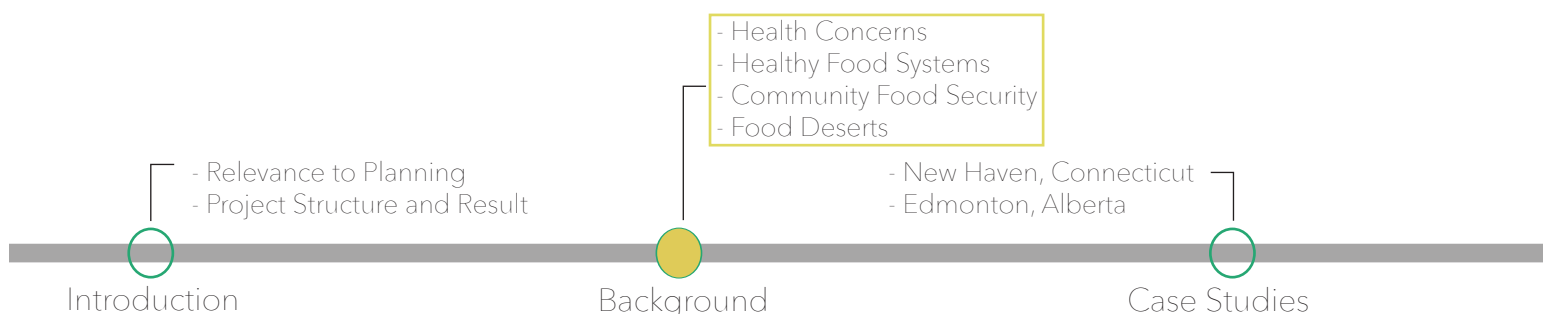 - Health Concerns
- Healthy Food Systems
- Community Food Security
- Food Deserts
- Relevance to Planning
- Project Structure and Result
- New Haven, Connecticut
- Edmonton, Alberta
Introduction
Background
Case Studies